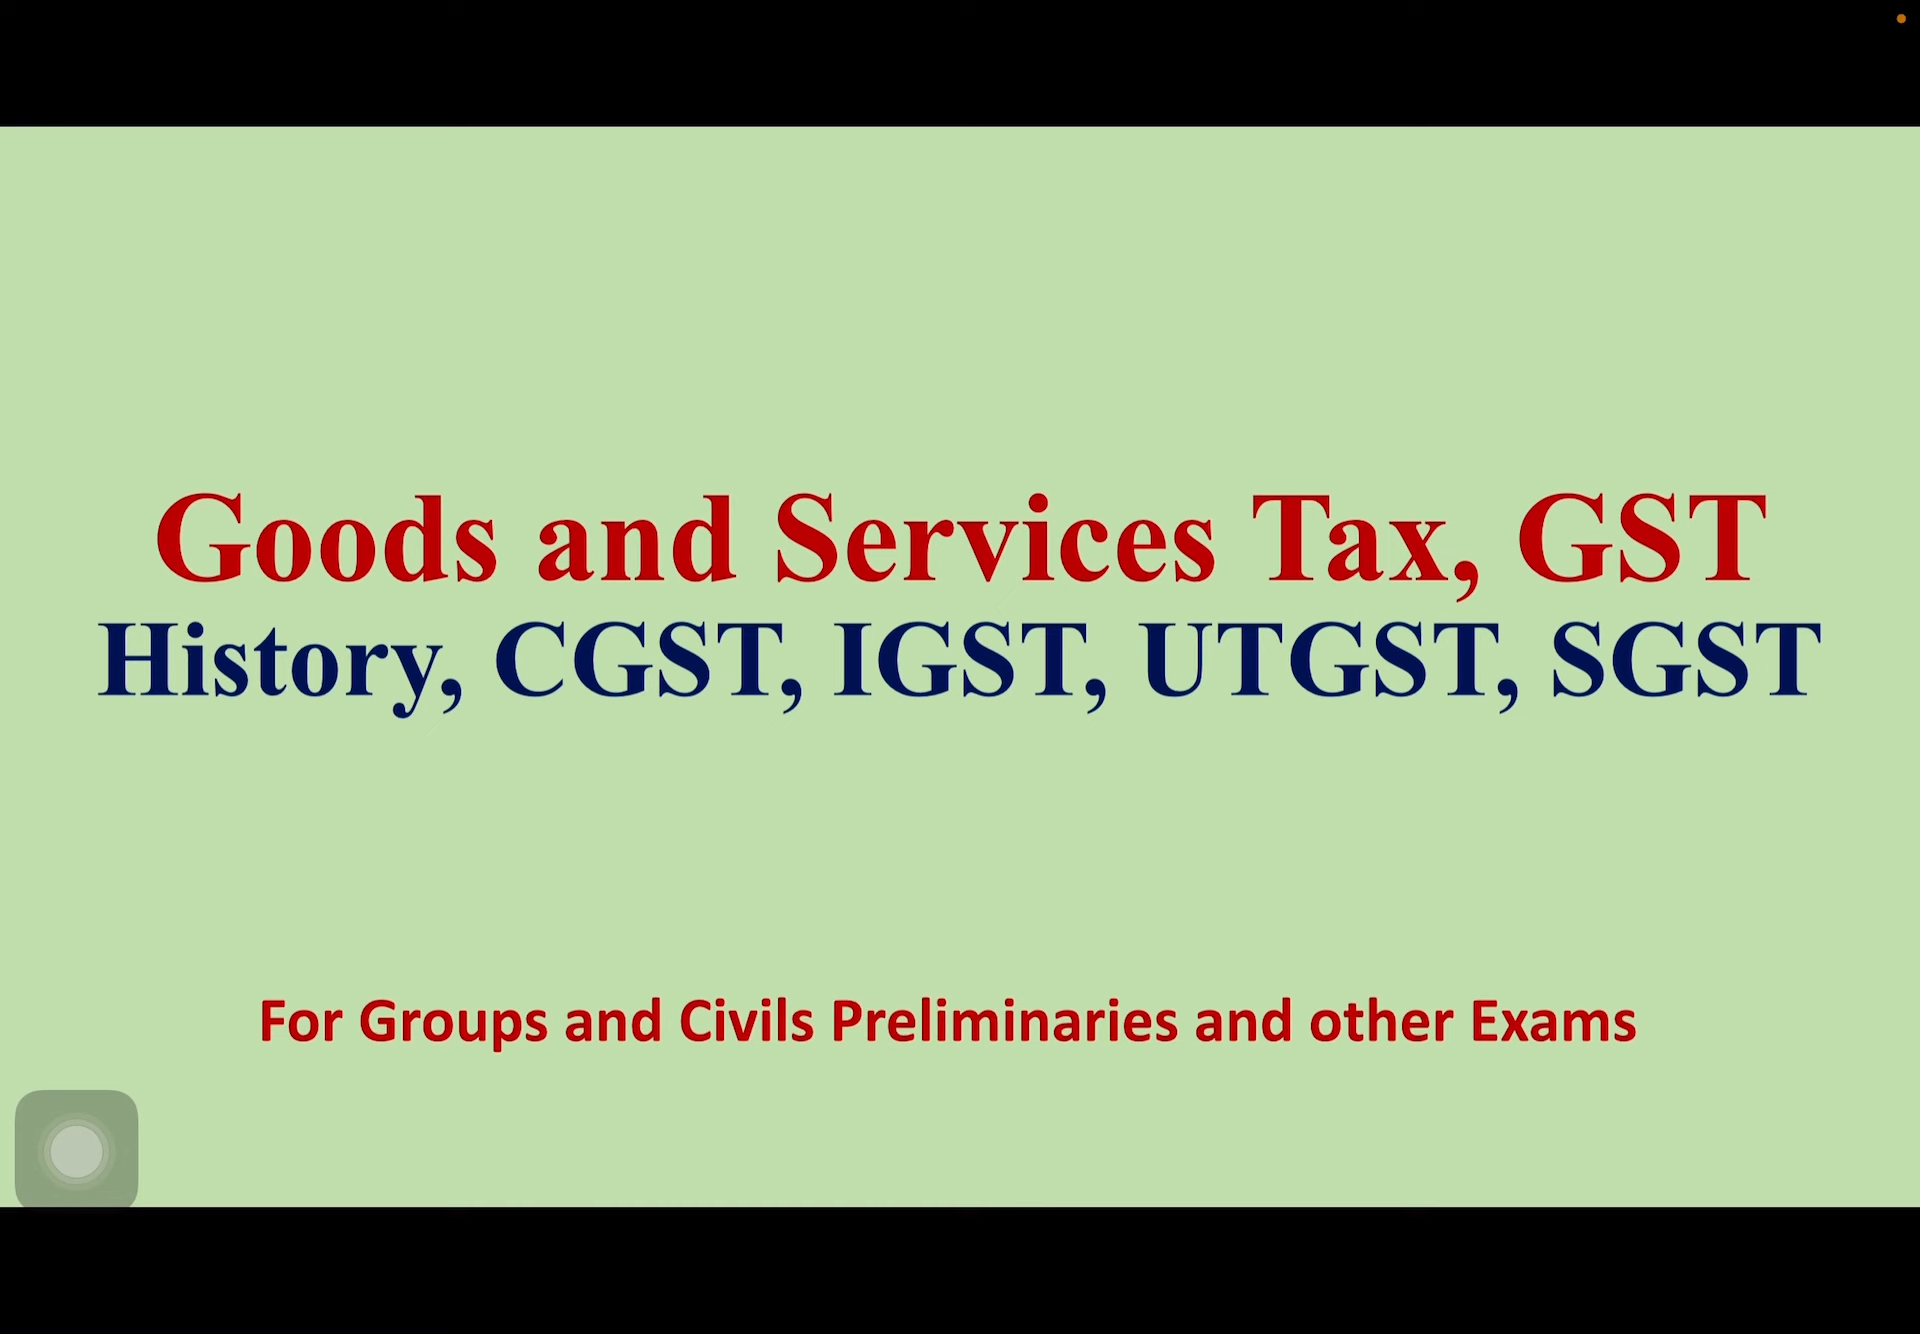 Goods and Services Tax, GST
History, CGST, IGST, UTGST, SGST
For Groups and Civils Preliminaries and other Exams